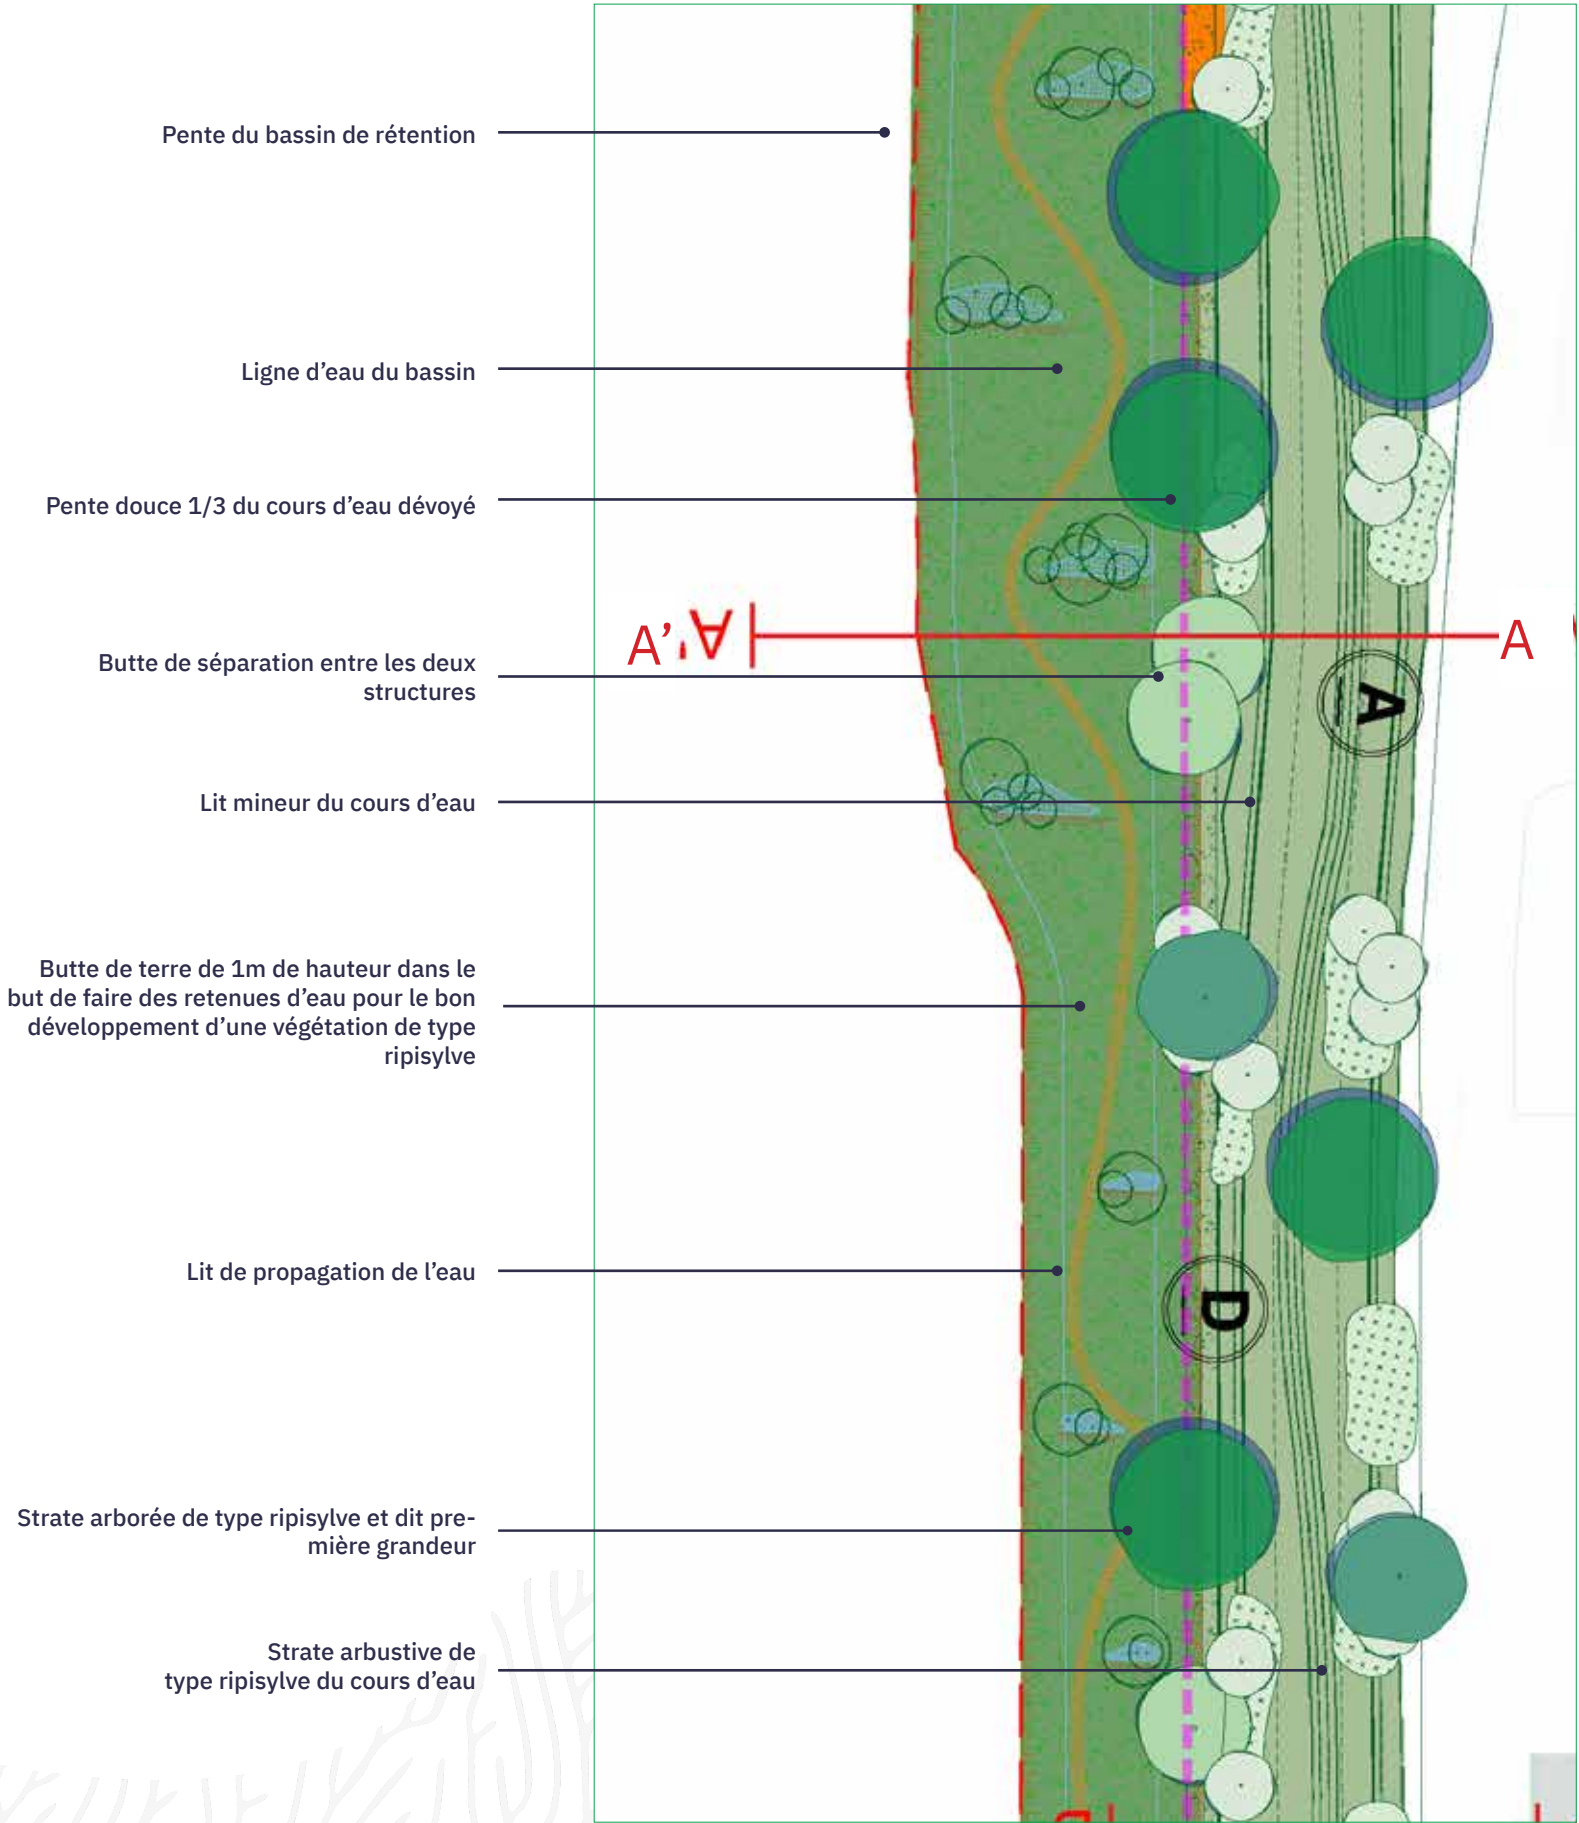 Pente du bassin de rétention
Ligne d'eau du bassin
Pente douce 1/3 du cours d'eau dévoyé
A' A' A
Butte de séparation entre les deux
structures
A
Lit mineur du cours d'eau
Butte de terre de 1m de hauteur dans le
but de faire des retenues d'eau pour le bon
développement d'une végétation de type
ripisylve
Lit de propagation de l'eau
D
Strate arborée de type ripisylve et dit pre-
mière grandeur
Strate arbustive de
type ripisylve du cours d'eau